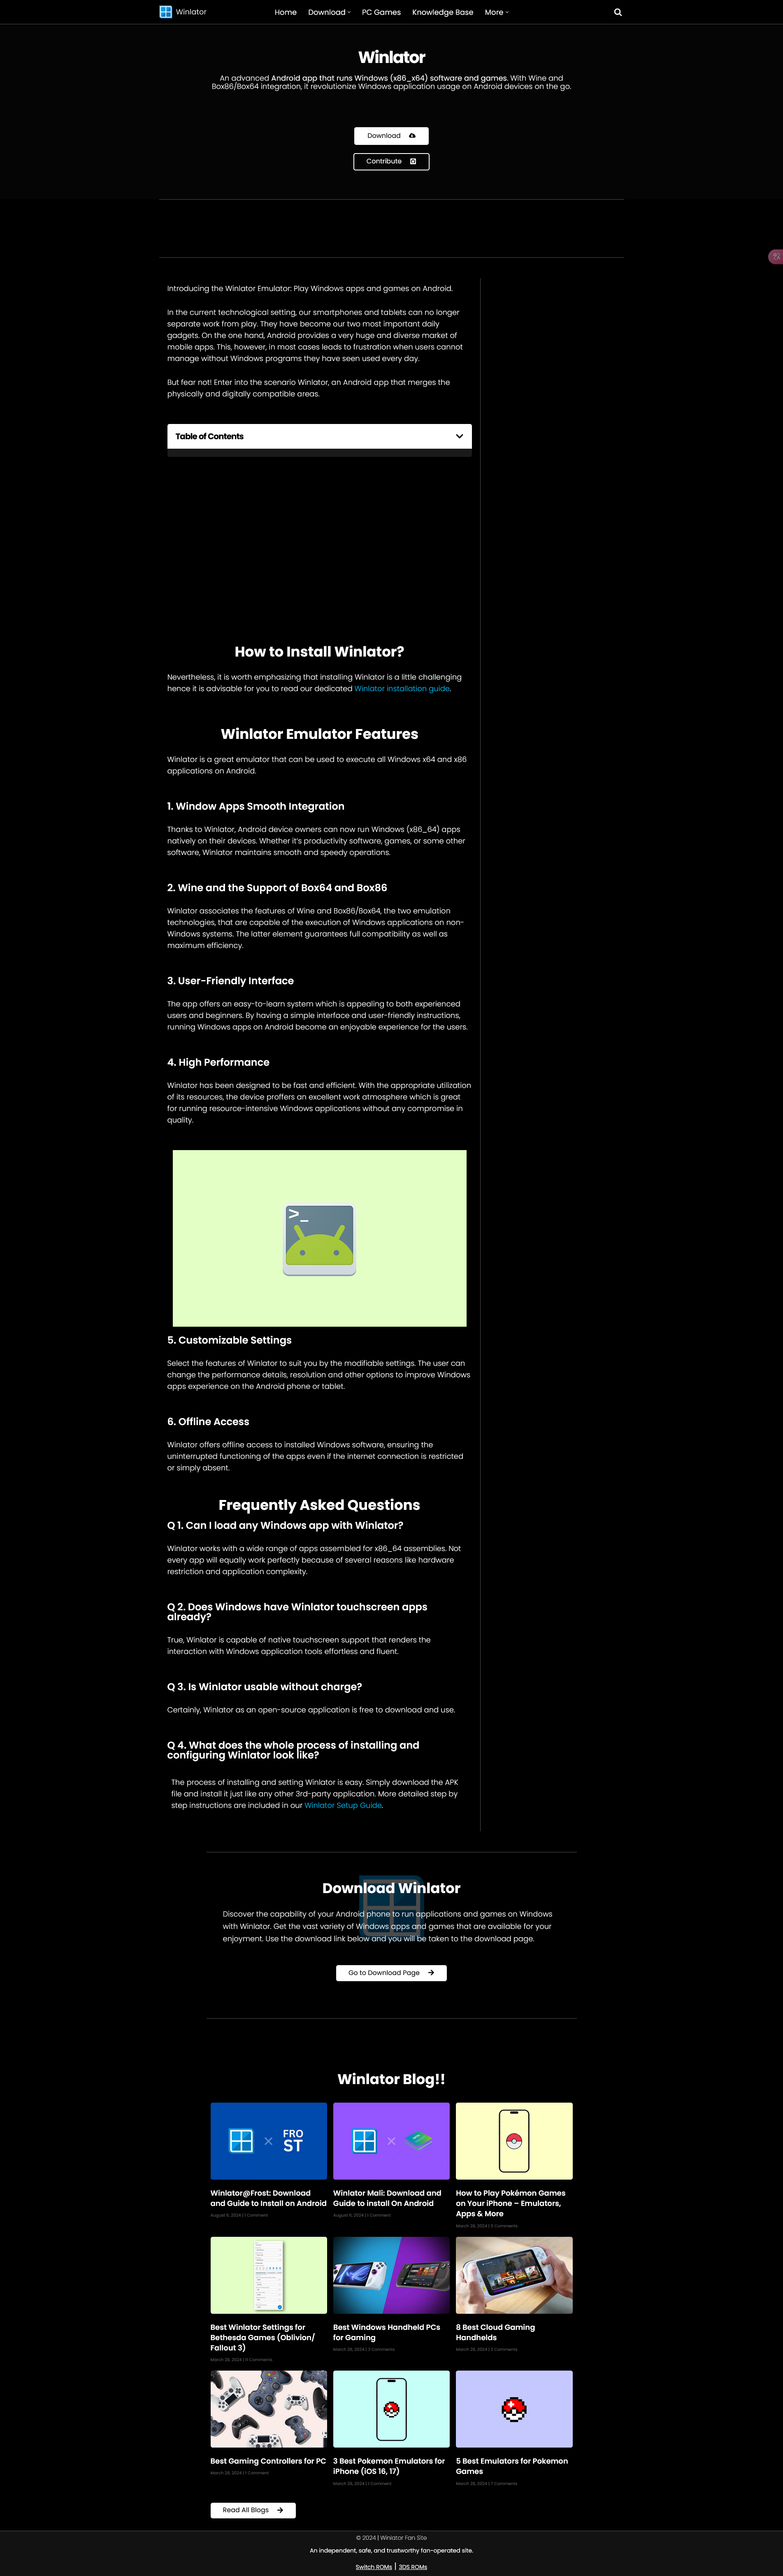 Winlator
Home Download PC Games Knowledge Base More
Winlator
An advanced Android app that runs Windows (x86_x64) software and games. With Wine and
Box86/Box64 integration, it revolutionize Windows application usage on Android devices on the go.
Download
Contribute
Introducing the Winlator Emulator: Play Windows apps and games on Android.
In the current technological setting, our smartphones and tablets can no longer
separate work from play. They have become our two most important daily
gadgets. On the one hand, Android provides a very huge and diverse market of
mobile apps. This, however, in most cases leads to frustration when users cannot
manage without Windows programs they have seen used every day.
But fear not! Enter into the scenario Winlator, an Android app that merges the
physically and digitally compatible areas.
Table of Contents
How to Install Winlator?
Nevertheless, it is worth emphasizing that installing Winlator is a little challenging
hence it is advisable for you to read our dedicated Winlator installation guide.
Winlator Emulator Features
Winlator is a great emulator that can be used to execute all Windows x64 and x86
applications on Android.
1. Window Apps Smooth Integration
Thanks to Winlator, Android device owners can now run Windows (x86_64) apps
natively on their devices. Whether it's productivity software, games, or some other
software, Winlator maintains smooth and speedy operations.
2. Wine and the Support of Box64 and Box86
Winlator associates the features of Wine and Box86/Box64, the two emulation
technologies, that are capable of the execution of Windows applications on non-
Windows systems. The latter element guarantees full compatibility as well as
maximum efficiency.
3. User-Friendly Interface
The app offers an easy-to-learn system which is appealing to both experienced
users and beginners. By having a simple interface and user-friendly instructions,
running Windows apps on Android become an enjoyable experience for the users.
4. High Performance
Winlator has been designed to be fast and efficient. With the appropriate utilization
of its resources, the device proffers an excellent work atmosphere which is great
for running resource-intensive Windows applications without any compromise in
quality.
>_
5. Customizable Settings
Select the features of Winlator to suit you by the modifiable settings. The user can
change the performance details, resolution and other options to improve Windows
apps experience on the Android phone or tablet.
6. Offline Access
Winlator offers offline access to installed Windows software, ensuring the
uninterrupted functioning of the apps even if the internet connection is restricted
or simply absent.
Frequently Asked Questions
Q 1. Can I load any Windows app with Winlator?
Winlator works with a wide range of apps assembled for x86_64 assemblies. Not
every app will equally work perfectly because of several reasons like hardware
restriction and application complexity.
Q 2. Does Windows have Winlator touchscreen apps
already?
True, Winlator is capable of native touchscreen support that renders the
interaction with Windows application tools effortless and fluent.
Q 3. Is Winlator usable without charge?
Certainly, Winlator as an open-source application is free to download and use.
Q 4. What does the whole process of installing and
configuring Winlator look like?
The process of installing and setting Winlator is easy. Simply download the APK
file and install it just like any other 3rd-party application. More detailed step by
step instructions are included in our Winlator Setup Guide.
Download Winlator
Discover the capability of your Android phone to run applications and games on Windows
with Winlator. Get the vast variety of Windows apps and games that are available for your
enjoyment. Use the download link below and you will be taken to the download page.
Go to Download Page
Winlator Blog!!
FRO
ST
Winlator@Frost: Download
and Guide to Install on Android
August 8, 2024 | 1 Comment
Winlator Mali: Download and
Guide to install On Android
August 8, 2024 | 1 Comment
How to Play Pokémon Games
on Your iPhone – Emulators,
Apps & More
Best Winlator Settings for
Bethesda Games (Oblivion/
Fallout 3)
Best Windows Handheld PCs
for Gaming
8 Best Cloud Gaming
Handhelds
Best Gaming Controllers for PC
3 Best Pokemon Emulators for
iPhone (iOS 16, 17)
5 Best Emulators for Pokemon
Games
Read All Blogs
© 2024 | Winlator Fan Site
An independent, safe, and trustworthy fan-operated site.
Switch ROMs | 3DS ROMs